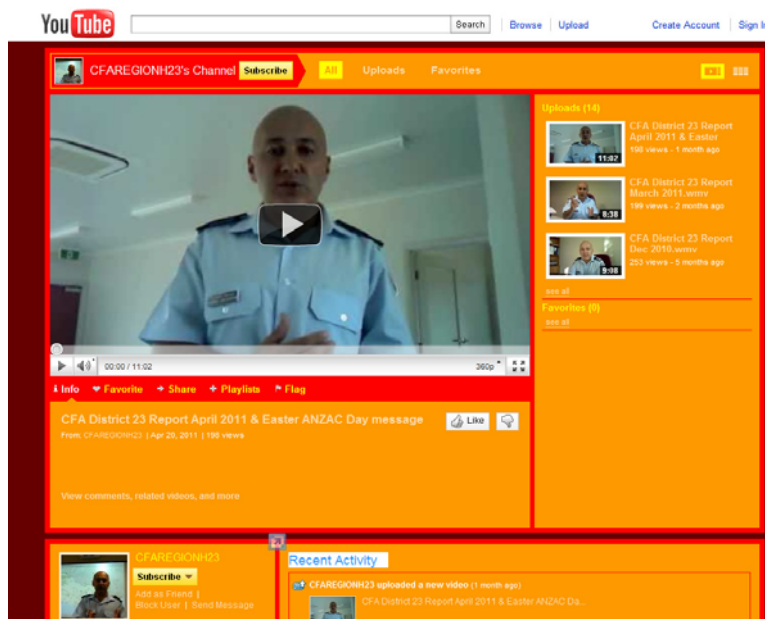 YouTube
Search
Browse
Upload
Create Account
Sign I
CFAREGIONH23's Channel
Subscribe
All
Uploads
Favorites
Uploads (14)
CFA District 23 Report
April 2011 & Easter
198 views - 1 month ago
11:02
CFA District 23 Report
March 2011.wmv
199 views - 2 months ago
8:38
CFA District 23 Report
Dec 2010.wmv
253 views - 5 months ago
9:08
see all
Favorites (0)
see all
00:00 / 11:02
360p
Info
Favorite
Share
Playlists
Flag
CFA District 23 Report April 2011 & Easter ANZAC Day message
Like
From: CFAREGIONH23 | Apr 20, 2011 | 198 views
View comments, related videos, and more
CFAREGIONH23
Subscribe
Add as Friend |
Block User | Send Message
Recent Activity
CFAREGIONH23 uploaded a new video (1 month ago)
CFA District 23 Report April 2011 & Easter ANZAC Da...